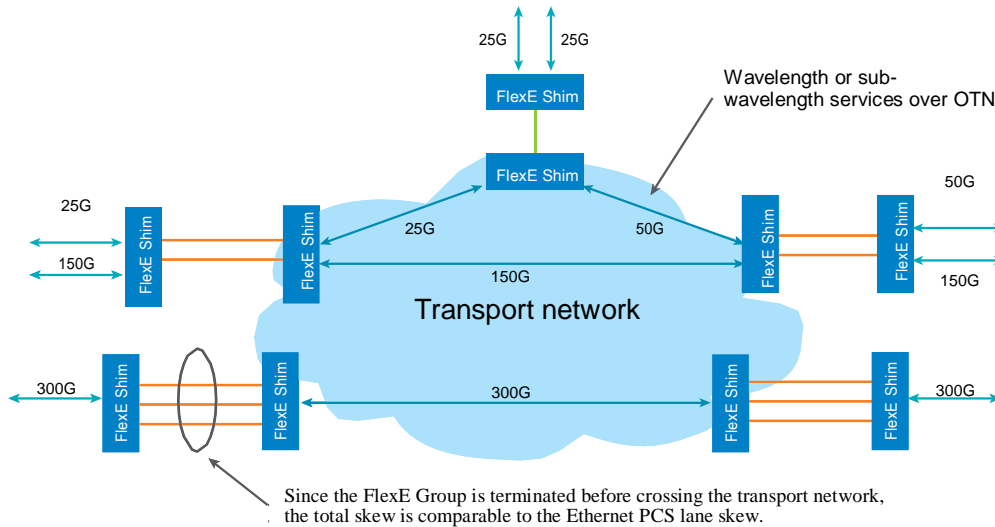 25G 25G
FlexE Shim
Wavelength or sub-
wavelength services over OTN
FlexE Shim
25G
150G
FlexE Shim
FlexE Shim
25G
50G
150G
FlexE Shim
FlexE Shim
50G
150G
Transport network
300G
FlexE Shim
FlexE Shim
300G
FlexE Shim
FlexE Shim
300G
Since the FlexE Group is terminated before crossing the transport network,
the total skew is comparable to the Ethernet PCS lane skew.